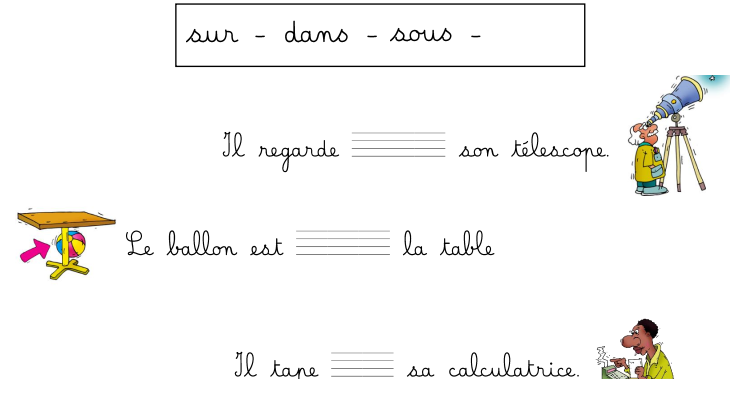 sur - dans - sous -
Il regarde son télescope.
Le ballon est la table
Il tape sa calculatrice.